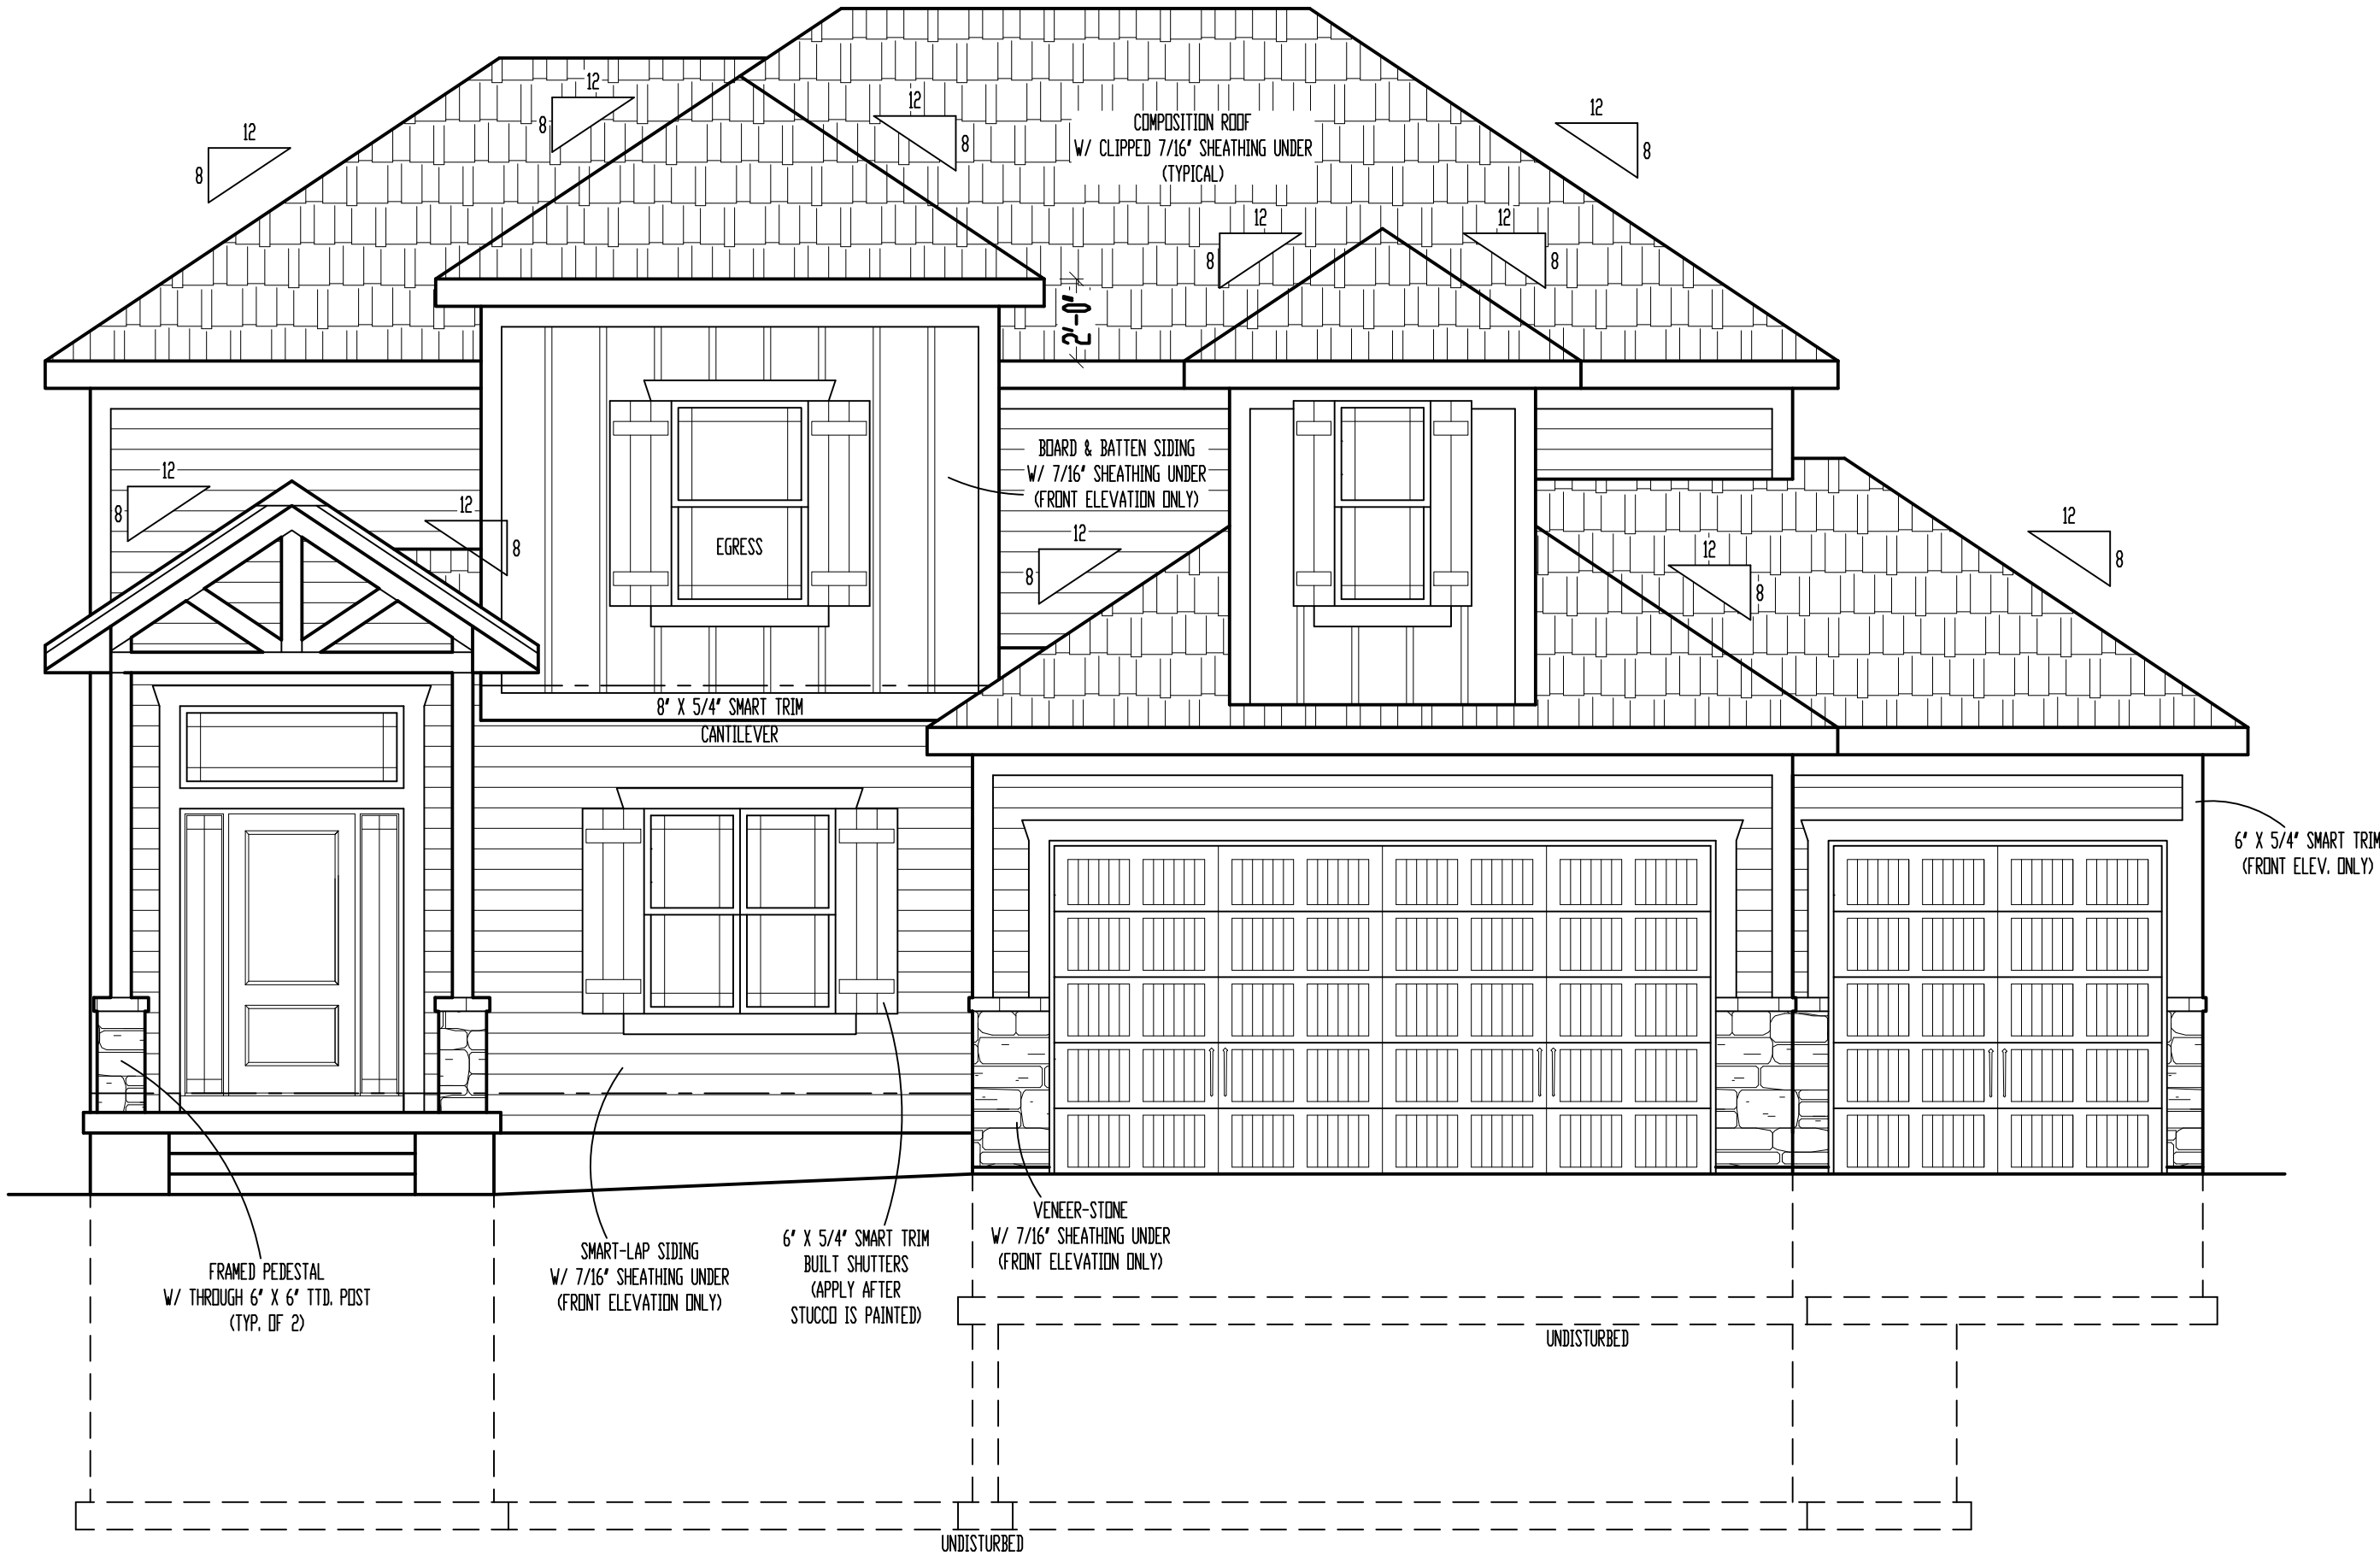 12
8
12
8
12
8
COMPOSITION ROOF
W/ CLIPPED 7/16" SHEATHING UNDER
(TYPICAL)
12
8
12
8
12
8
2'-0"
BOARD & BATTEN SIDING
W/ 7/16" SHEATHING UNDER
(FRONT ELEVATION ONLY)
12
8
12
8
EGRESS
12
8
12
8
12
8
8" X 5/4" SMART TRIM
CANTILEVER
6" X 5/4" SMART TRIM
(FRONT ELEV. ONLY)
FRAMED PEDESTAL
W/ THROUGH 6" X 6" TTD. POST
(TYP. OF 2)
SMART-LAP SIDING
W/ 7/16" SHEATHING UNDER
(FRONT ELEVATION ONLY)
6" X 5/4" SMART TRIM
BUILT SHUTTERS
(APPLY AFTER
STUCCO IS PAINTED)
VENEER-STONE
W/ 7/16" SHEATHING UNDER
(FRONT ELEVATION ONLY)
UNDISTURBED
UNDISTURBED